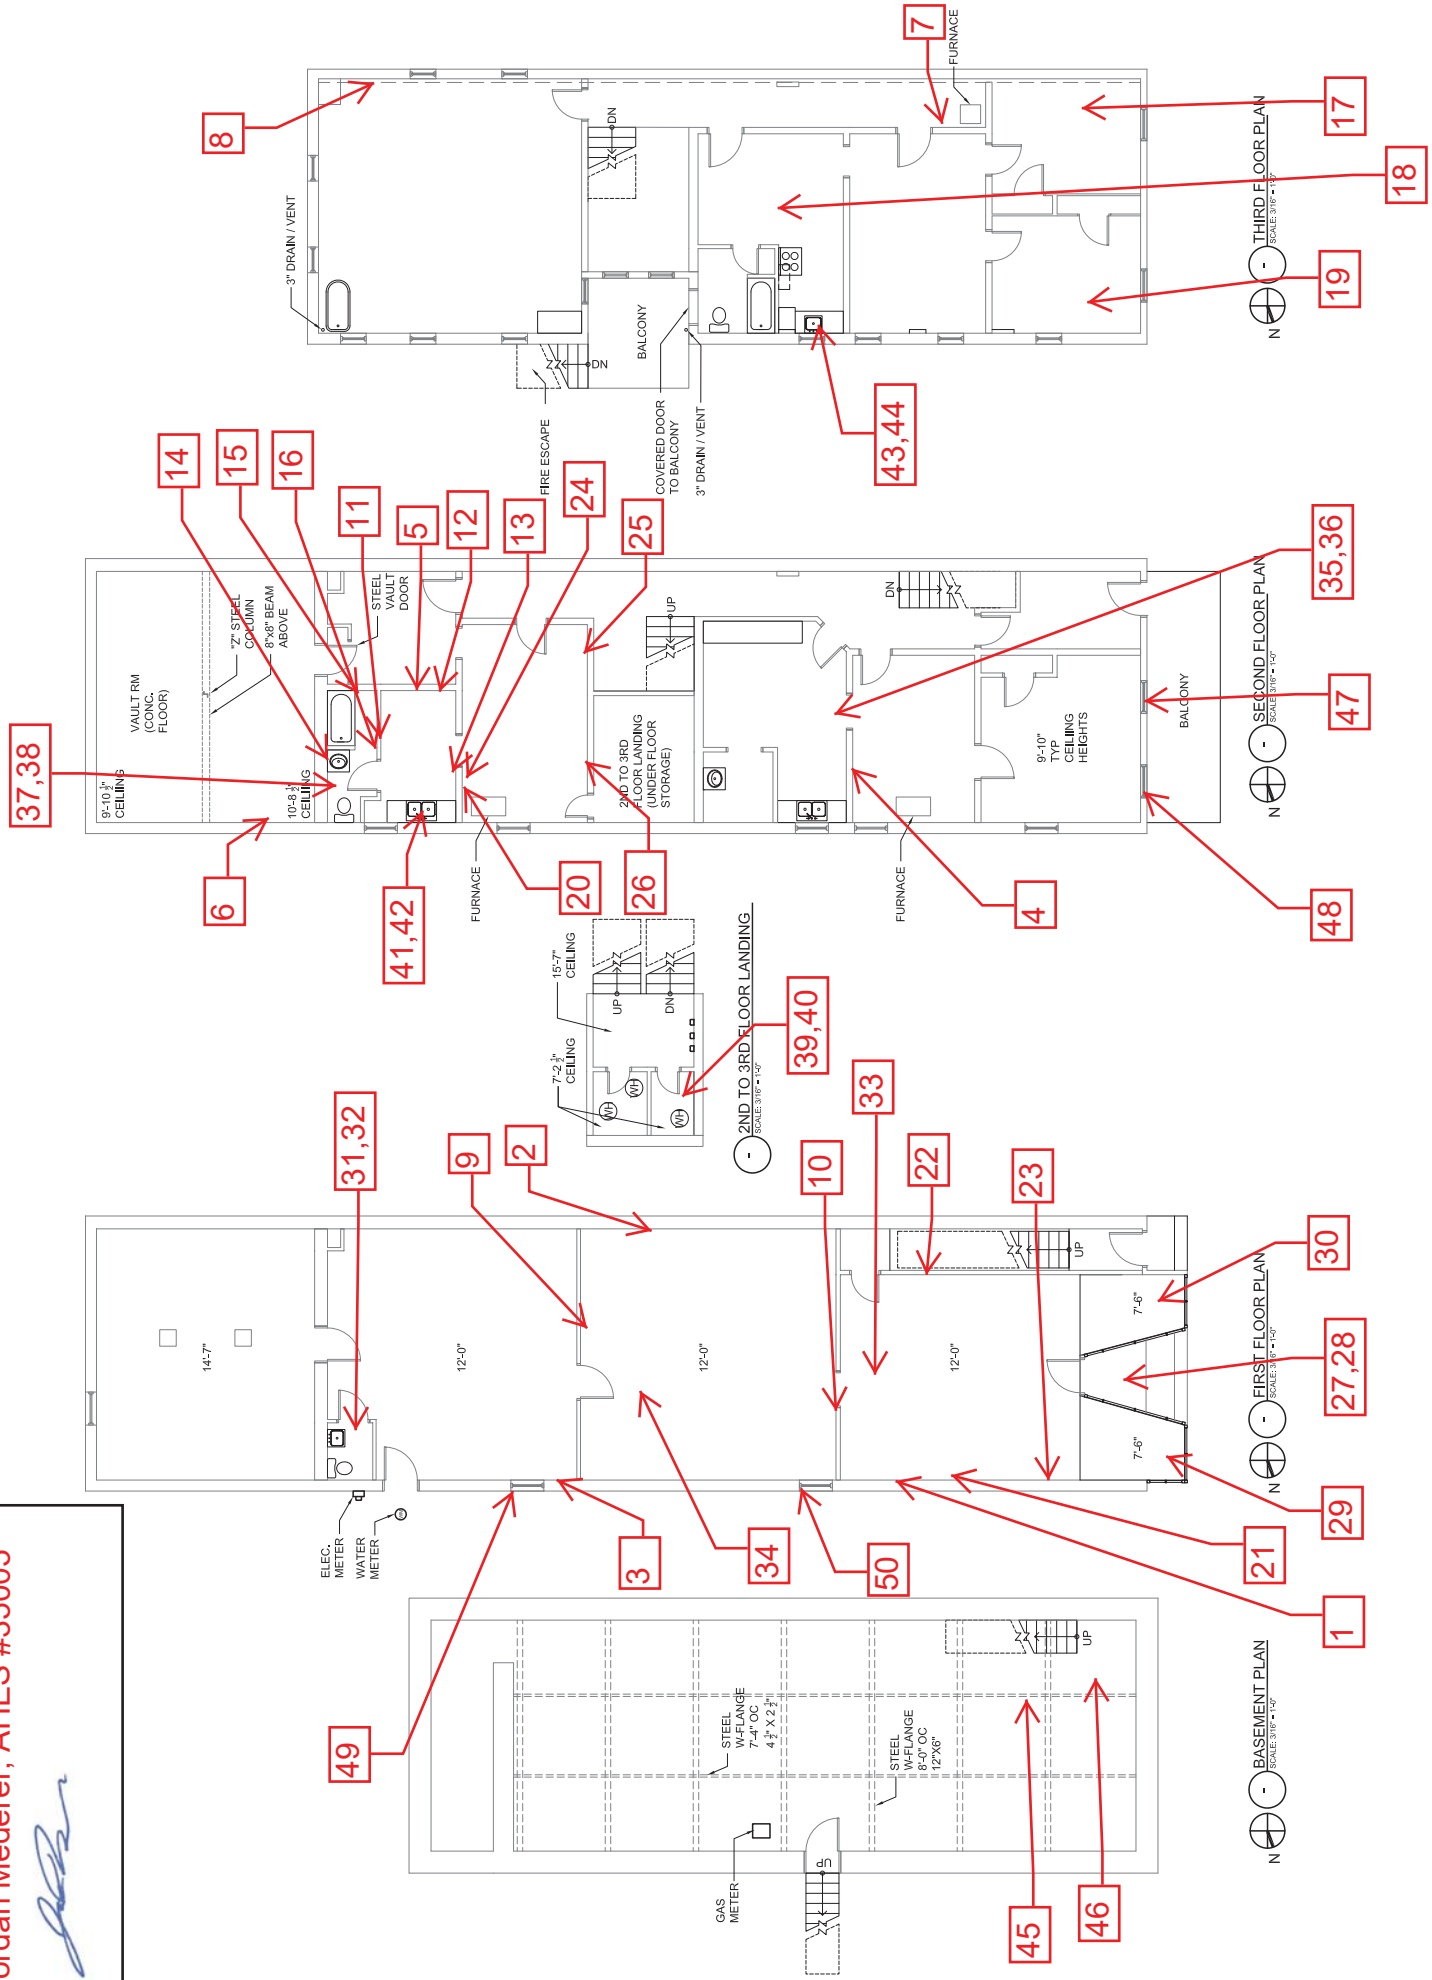 8
7
FURNACE
3" DRAIN / VENT
DN
17
THIRD FLOOR PLAN
SCALE: 3/16" = 1'-0"
-
N
18
19
FIRE ESCAPE
DN
BALCONY
COVERED DOOR
TO BALCONY
3" DRAIN / VENT
43,44
14
15
16
11
5
12
13
24
25
35,36
37,38
VAULT RM
(CONC.
FLOOR)
"Z" STEEL
COLUMN
8"x8" BEAM
ABOVE
STEEL
VAULT
DOOR
9'-10 1/2"
CEILING
10'-8 1/2"
CEILING
UP
DN
2ND TO 3RD
FLOOR LANDING
(UNDER FLOOR
STORAGE)
9'-10"
TYP
CEILING
HEIGHTS
BALCONY
47
SECOND FLOOR PLAN
SCALE: 3/16" = 1'-0"
-
N
6
41,42
FURNACE
20
26
FURNACE
4
48
15'-7"
CEILING
7'-2 1/2"
CEILING
UP
DN
WH
WH
WH
39,40
2ND TO 3RD FLOOR LANDING
SCALE: 3/16" = 1'-0"
-
31,32
9
2
10
33
22
23
30
14'-7"
12'-0"
12'-0"
12'-0"
UP
7'-6"
7'-6"
27,28
FIRST FLOOR PLAN
SCALE: 3/16" = 1'-0"
-
N
ELEC.
METER
WATER
METER
49
3
34
50
21
29
1
STEEL
W-FLANGE
7'-4" OC
4 1/2" X 2 1/2"
STEEL
W-FLANGE
8'-0" OC
12"X6"
UP
GAS
METER
UP
45
46
BASEMENT PLAN
SCALE: 3/16" = 1'-0"
-
N